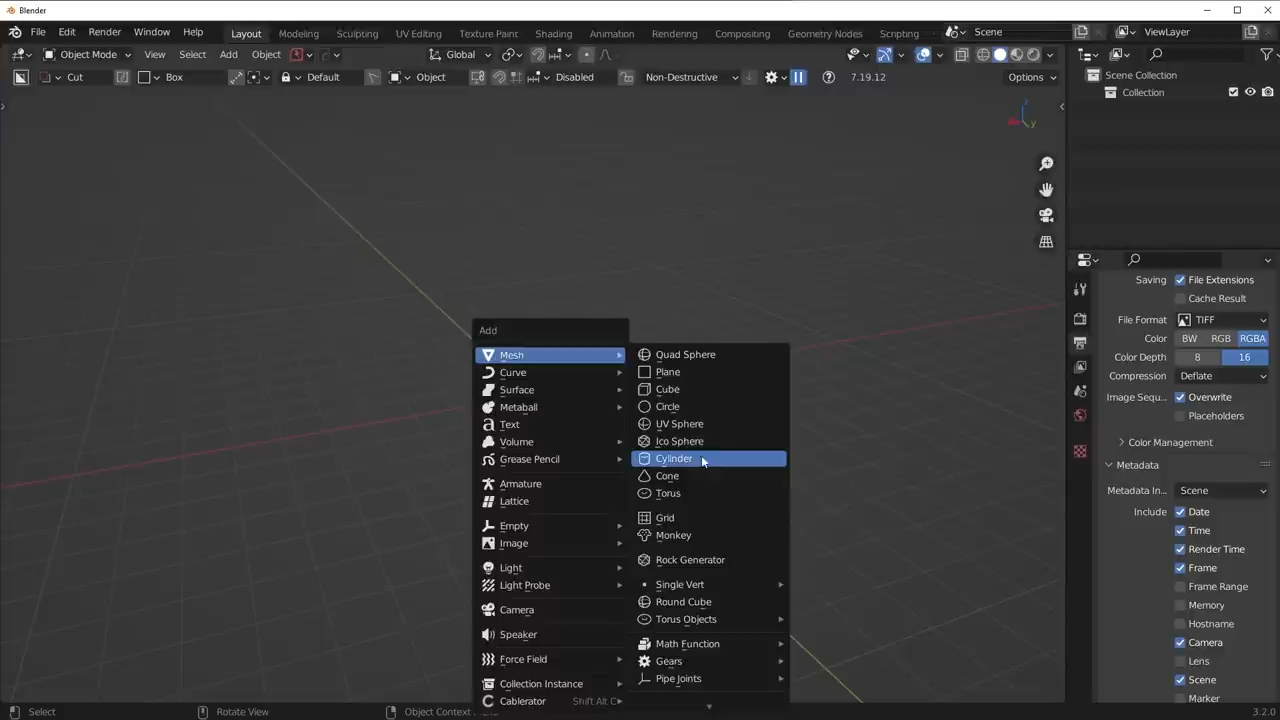 Blender
File Edit Render Window Help Layout Modeling Sculpting UV Editing Texture Paint Shading Animation Rendering Compositing Geometry Nodes Scripting Scene ViewLayer
Object Mode View Select Add Object Global
Cut Box Default Object Disabled Non-Destructive 7.19.12 Options
Scene Collection
Collection
Z
Y
Saving File Extensions
Cache Result
File Format TIFF
Color BW RGB RGBA
Color Depth 8 16
Compression Deflate
Image Sequ... Overwrite
Placeholders
Color Management
Metadata
Metadata In... Scene
Include Date
Time
Render Time
Frame
Frame Range
Memory
Hostname
Camera
Lens
Scene
Marker
Add
Mesh
Curve
Surface
Metaball
Text
Volume
Grease Pencil
Armature
Lattice
Empty
Image
Light
Light Probe
Camera
Speaker
Force Field
Collection Instance
Cablerator Shift Alt C
Quad Sphere
Plane
Cube
Circle
UV Sphere
Ico Sphere
Cylinder
Cone
Torus
Grid
Monkey
Rock Generator
Single Vert
Round Cube
Torus Objects
Math Function
Gears
Pipe Joints
Select Rotate View Object Context 3.2.0